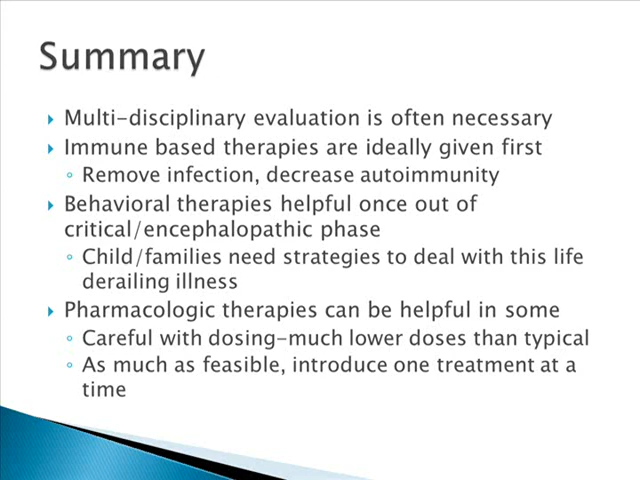 Summary
Multi-disciplinary evaluation is often necessary
Immune based therapies are ideally given first
Remove infection, decrease autoimmunity
Behavioral therapies helpful once out of
critical/encephalopathic phase
Child/families need strategies to deal with this life
derailing illness
Pharmacologic therapies can be helpful in some
Careful with dosing-much lower doses than typical
As much as feasible, introduce one treatment at a
time